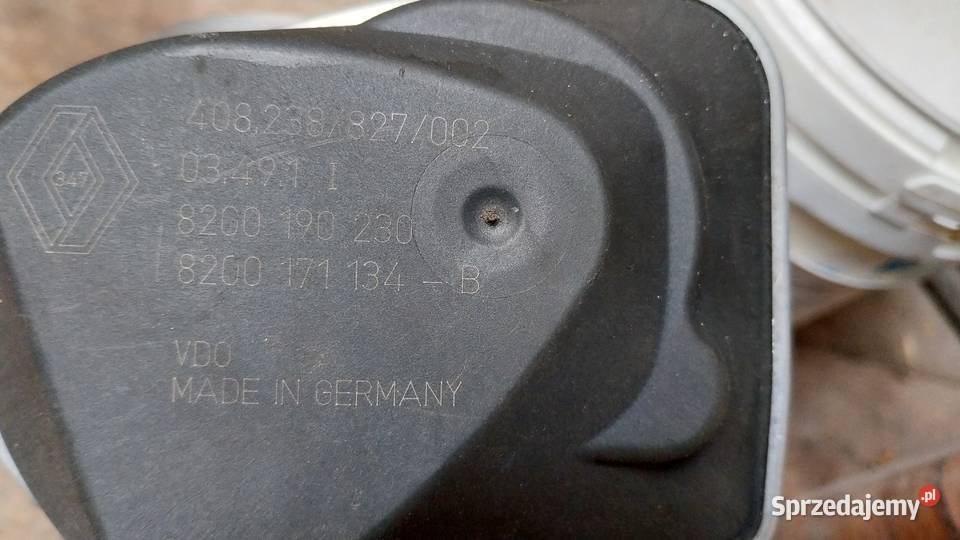 347
408.238/827/002
03.49.1 I
8200 190 230
8200 171 134 - B
VDO
MADE IN GERMANY
Sprzedajemy.pl